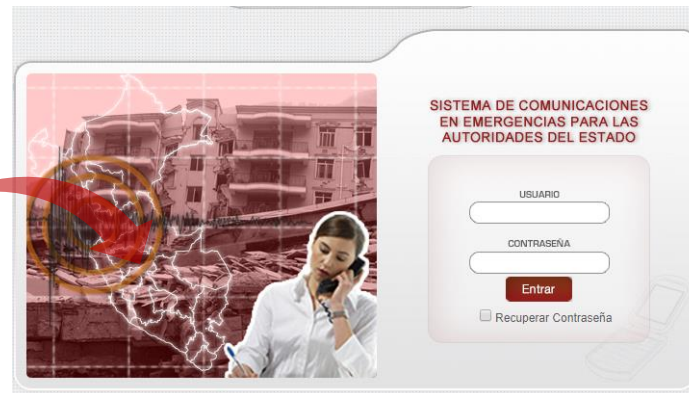 SISTEMA DE COMUNICACIONES
EN EMERGENCIAS PARA LAS
AUTORIDADES DEL ESTADO
USUARIO
CONTRASEÑA
Entrar
Recuperar Contraseña